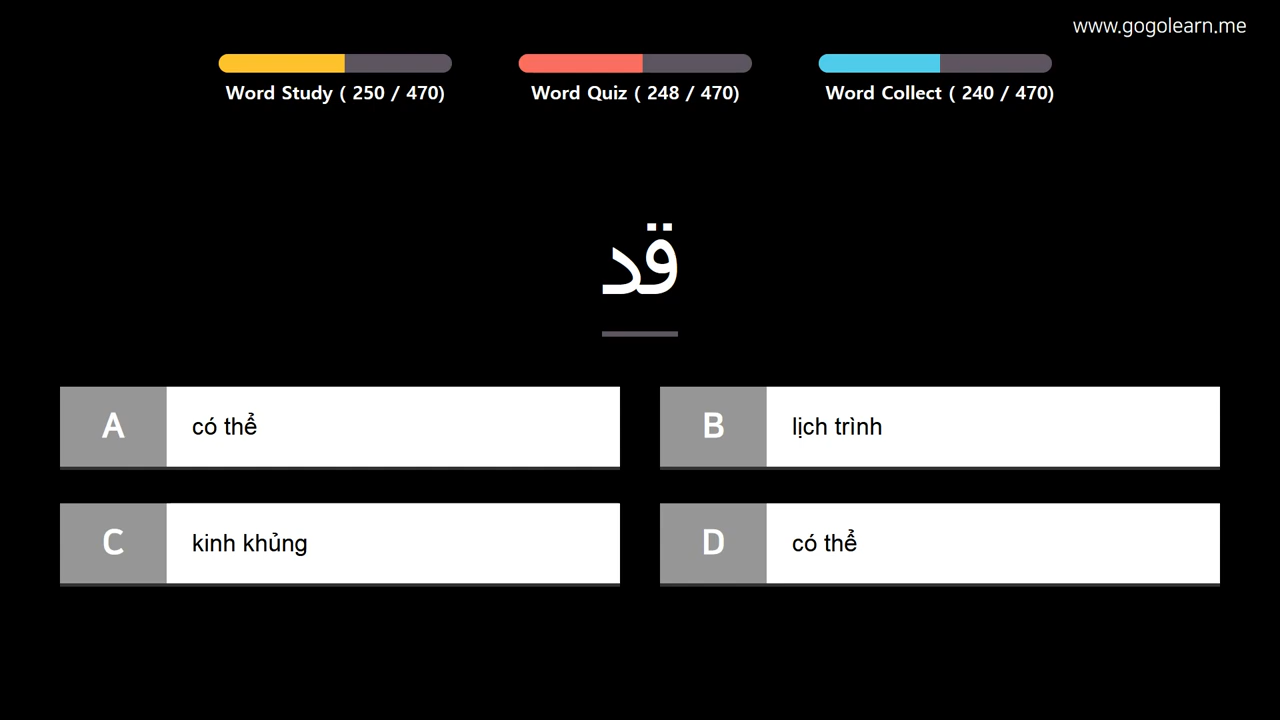 www.gogolearn.me
Word Study ( 250 / 470)
Word Quiz ( 248 / 470)
Word Collect ( 240 / 470)
قد
A
có thể
B
lịch trình
C
kinh khủng
D
có thể